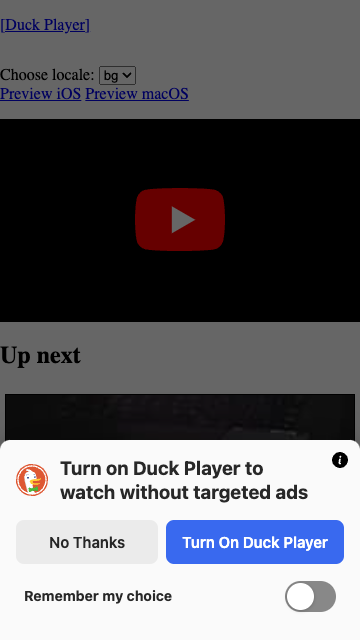 [Duck Player]
Choose locale: bg
Preview iOS Preview macOS
Up next
Turn on Duck Player to
watch without targeted ads
No Thanks
Turn On Duck Player
Remember my choice